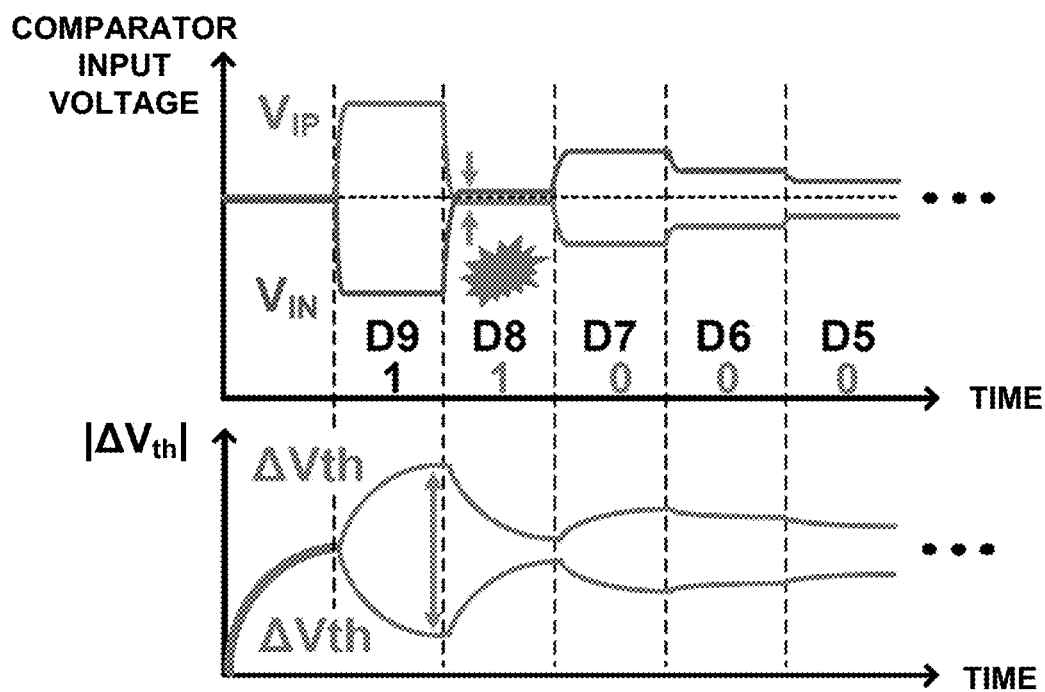 COMPARATOR
INPUT
VOLTAGE
V_IP
V_IN
D9 D8 D7 D6 D5
1 1 0 0 0
TIME
|ΔV_th|
ΔVth
ΔVth
TIME